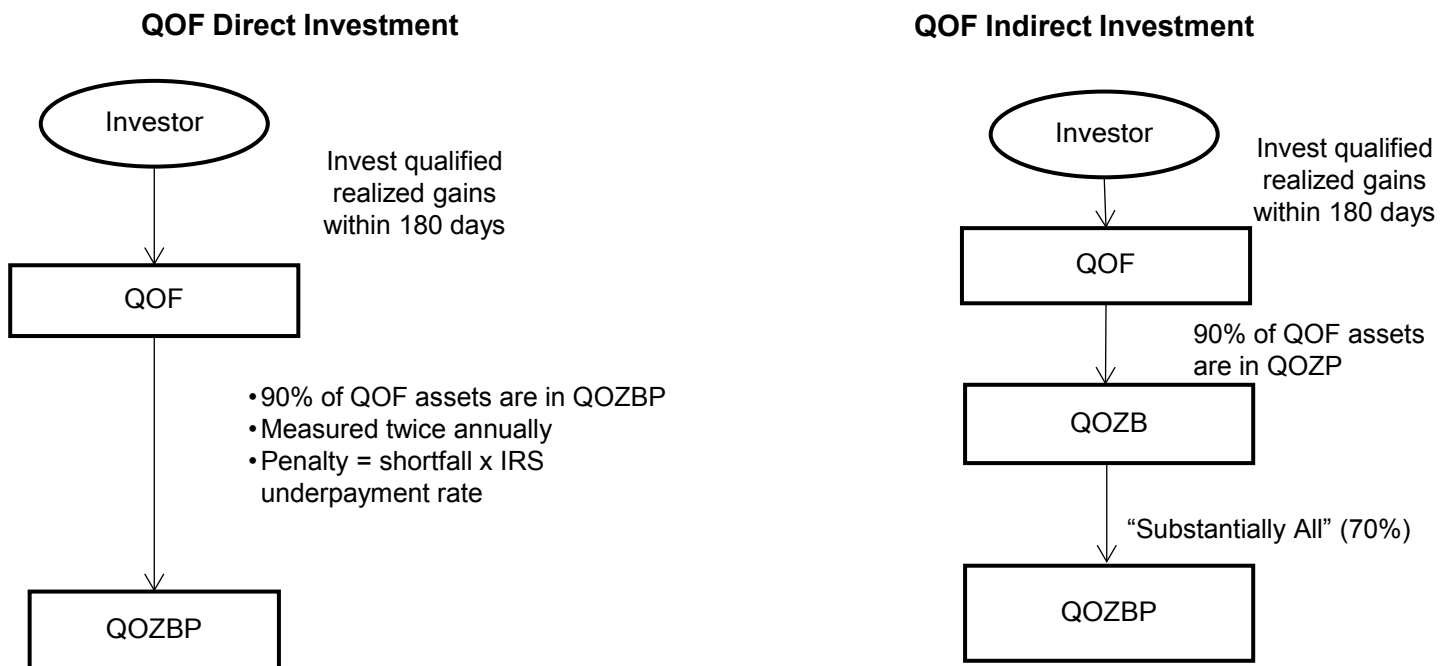 QOF Direct Investment
Investor
Invest qualified
realized gains
within 180 days
QOF
•90% of QOF assets are in QOZBP
•Measured twice annually
•Penalty = shortfall x IRS
underpayment rate
QOZBP
QOF Indirect Investment
Investor
Invest qualified
realized gains
within 180 days
QOF
90% of QOF assets
are in QOZP
QOZB
“Substantially All” (70%)
QOZBP